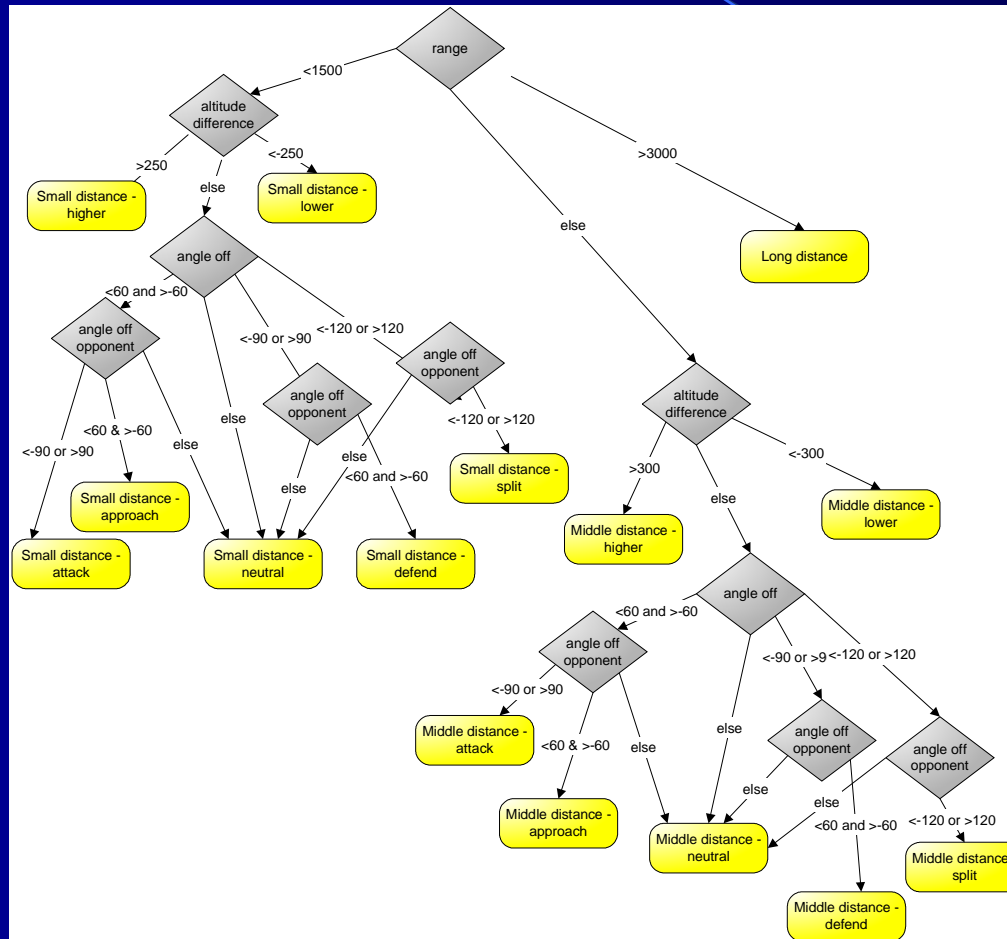 range
<1500
altitude
difference
>3000
>250
<-250
else
Small distance -
higher
Small distance -
lower
else
Long distance
angle off
<60 and >-60
<-90 or >90
<-120 or >120
angle off
opponent
angle off
opponent
angle off
opponent
altitude
difference
<-90 or >90
<60 & >-60
else
else
else
else
<60 and >-60
<-120 or >120
>300
<-300
else
Small distance -
approach
Small distance -
split
Middle distance -
higher
Middle distance -
lower
Small distance -
attack
Small distance -
neutral
Small distance -
defend
angle off
<60 and >-60
<-90 or >9
<-120 or >120
angle off
opponent
<-90 or >90
<60 & >-60
else
else
angle off
opponent
angle off
opponent
Middle distance -
attack
else
else
<60 and >-60
<-120 or >120
Middle distance -
approach
Middle distance -
neutral
Middle distance
split
Middle distance -
defend